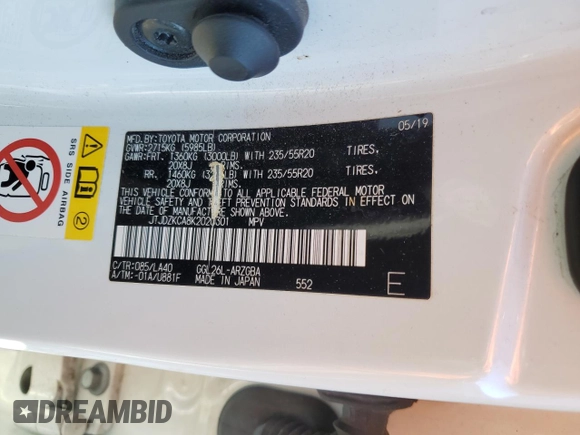 MFD.BY:TOYOTA MOTOR CORPORATION 05/19
GVWR:2715KG (5985LB)
GAWR:FRT. 1360KG (3000LB) WITH 235/55R20 TIRES,
20X8J
RR. 1460KG WITH 235/55R20 TIRES,
20X8J RIMS.
THIS VEHICLE CONFORMS TO ALL APPLICABLE FEDERAL MOTOR
VEHICLE SAFETY AND THEFT PREVENTION STANDARDS IN EFFECT
ON THE DATE OF MANUFACTURE SHOWN ABOVE.
JTJDZKCA8K2020301 MPV
C/TR:085/LA40 GGL26L-ARZGBA
A/TM:-01A/U881F MADE IN JAPAN 552 E
SRS SIDE AIRBAG
DREAMBID